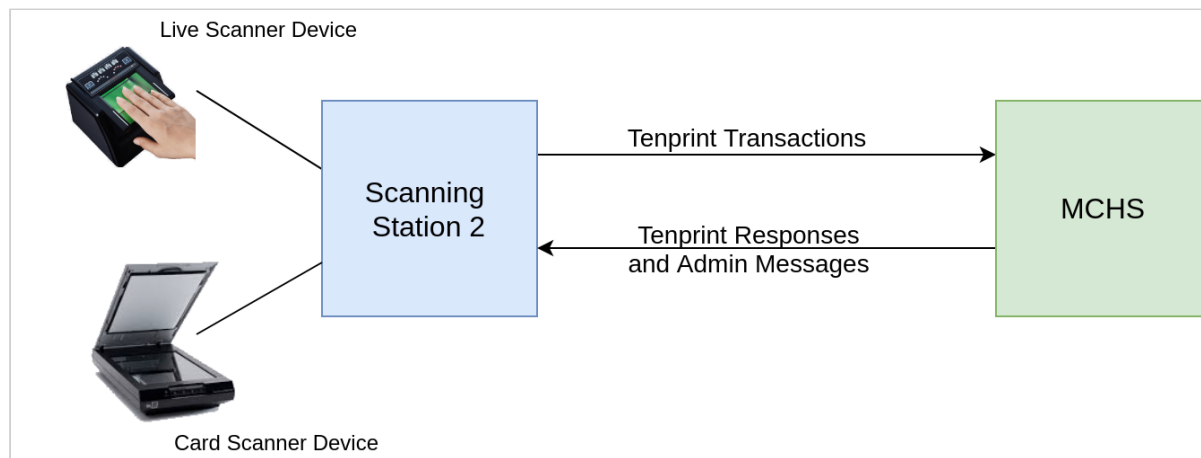 Live Scanner Device
Scanning
Station 2
Tenprint Transactions
Tenprint Responses
and Admin Messages
MCHS
Card Scanner Device